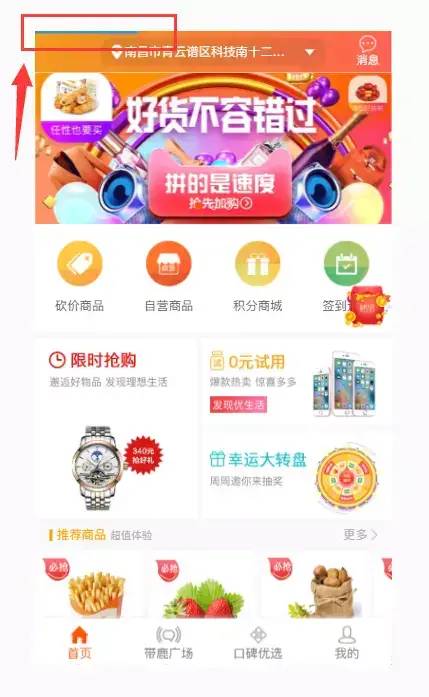 南昌市青云谱区科技南十二...
消息
任性也要买
好货不容错过
拼的是速度
抢先加购
砍价商品
自营商品
积分商城
签到
限时抢购
邂逅好物品 发现理想生活
340元
抢好礼
0元试用
爆款热卖 惊喜多多
发现优生活
幸运大转盘
周周邀你来抽奖
推荐商品 超值体验
更多
必抢
必抢
必抢
首页
带鹿广场
口碑优选
我的